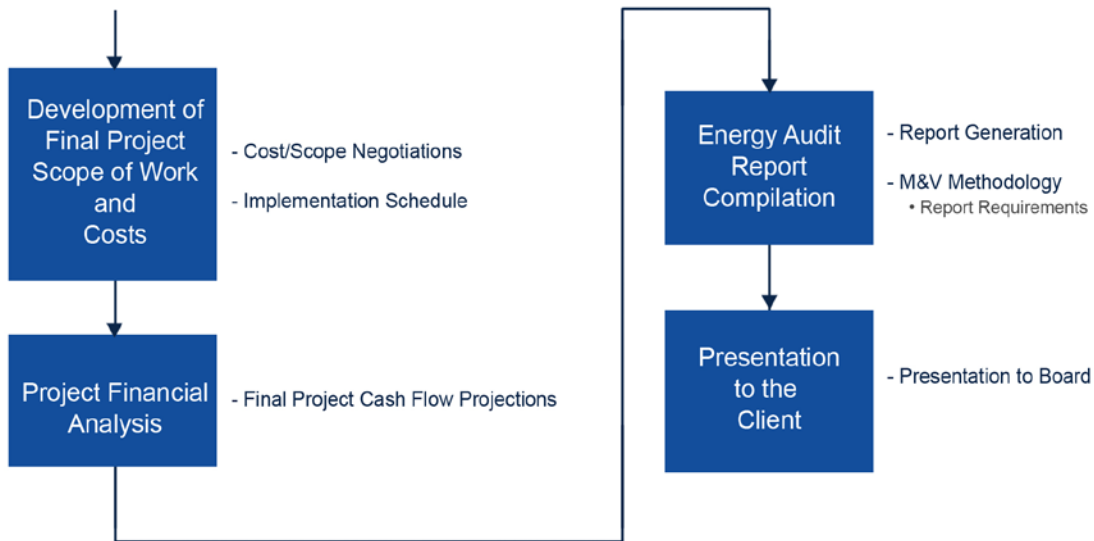 Development of
Final Project
Scope of Work
and
Costs
- Cost/Scope Negotiations
- Implementation Schedule
Project Financial
Analysis
- Final Project Cash Flow Projections
Energy Audit
Report
Compilation
- Report Generation
- M&V Methodology
• Report Requirements
Presentation
to the
Client
- Presentation to Board